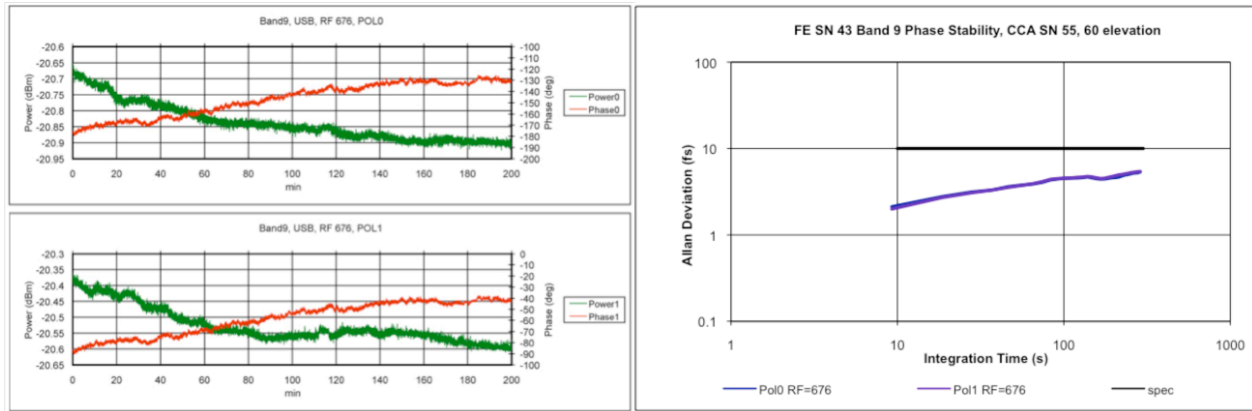 Band9, USB, RF 676, POL0
-20.6
-20.65
-20.7
-20.75
-20.8
-20.85
-20.9
-20.95
Power (dBm)
-100
-110
-120
-130
-140
-150
-160
-170
-180
-190
-200
Phase (deg)
0 20 40 60 80 100 120 140 160 180 200
min
Power0
Phase0
Band9, USB, RF 676, POL1
-20.3
-20.35
-20.4
-20.45
-20.5
-20.55
-20.6
-20.65
Power (dBm)
0
-10
-20
-30
-40
-50
-60
-70
-80
-90
-100
Phase (deg)
0 20 40 60 80 100 120 140 160 180 200
min
Power1
Phase1
FE SN 43 Band 9 Phase Stability, CCA SN 55, 60 elevation
100
10
1
0.1
Allan Deviation (fs)
1 10 100 1000
Integration Time (s)
Pol0 RF=676 Pol1 RF=676 spec